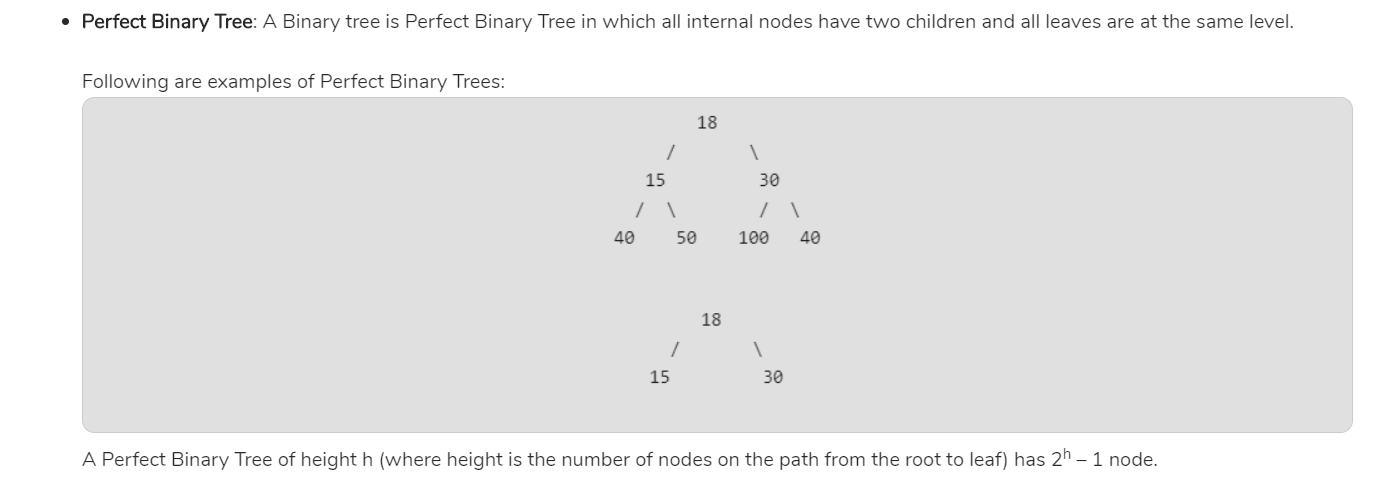 • Perfect Binary Tree: A Binary tree is Perfect Binary Tree in which all internal nodes have two children and all leaves are at the same level.
Following are examples of Perfect Binary Trees:
18
/ \
15 30
/ \ / \
40 50 100 40
18
/ \
15 30
A Perfect Binary Tree of height h (where height is the number of nodes on the path from the root to leaf) has 2ʰ – 1 node.